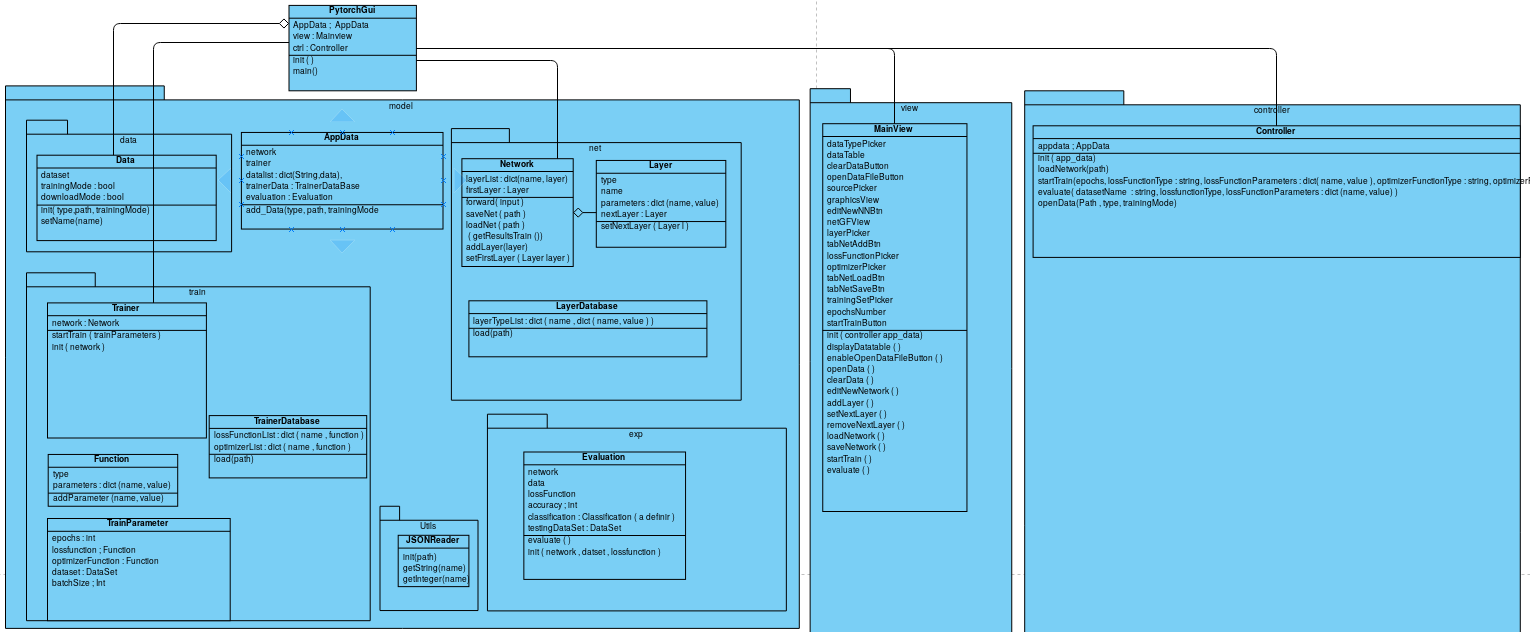 PytorchGui
AppData ; AppData
view : Mainview
ctrl : Controller
init ( )
main()
model
data
Data
dataset
trainingMode : bool
downloadMode : bool
init( type,path, trainingMode)
setName(name)
AppData
network
trainer
datalist : dict(String,data),
trainerData : TrainerDataBase
evaluation : Evaluation
add_Data(type, path, trainingMode
net
Network
layerList : dict(name, layer)
firstLayer : Layer
forward( input )
saveNet ( path )
loadNet ( path )
( getResultsTrain ())
addLayer(layer)
setFirstLayer ( Layer layer )
Layer
type
name
parameters : dict (name, value)
nextLayer : Layer
setNextLayer ( Layer l )
LayerDatabase
layerTypeList : dict ( name , dict ( name, value ) )
load(path)
train
Trainer
network : Network
startTrain ( trainParameters )
init ( network )
TrainerDatabase
lossFunctionList : dict ( name , function )
optimizerList : dict ( name , function )
load(path)
Function
type
parameters : dict (name, value)
addParameter (name, value)
TrainParameter
epochs : int
lossfunction ; Function
optimizerFunction : Function
dataset : DataSet
batchSize ; Int
Utils
JSONReader
init(path)
getString(name)
getInteger(name)
exp
Evaluation
network
data
lossFunction
accuracy ; int
classification : Classification ( a definir )
testingDataSet : DataSet
evaluate ( )
init ( network , datset , lossfunction )
view
MainView
dataTypePicker
dataTable
clearDataButton
openDataFileButton
sourcePicker
graphicsView
editNewNNBtn
netGFView
layerPicker
tabNetAddBtn
lossFunctionPicker
optimizerPicker
tabNetLoadBtn
tabNetSaveBtn
trainingSetPicker
epochsNumber
startTrainButton
init ( controller app_data)
displayDatatable ( )
enableOpenDataFileButton ( )
openData ( )
clearData ( )
editNewNetwork ( )
addLayer ( )
setNextLayer ( )
removeNextLayer ( )
loadNetwork ( )
saveNetwork ( )
startTrain ( )
evaluate ( )
controller
Controller
appdata ; AppData
init ( app_data)
loadNetwork(path)
startTrain(epochs, lossFunctionType : string, lossFunctionParameters : dict( name, value ), optimizerFunctionType : string, optimizerF
evaluate( datasetName : string, lossfunctionType, lossFunctionParameters : dict (name, value) )
openData(Path , type, trainingMode)